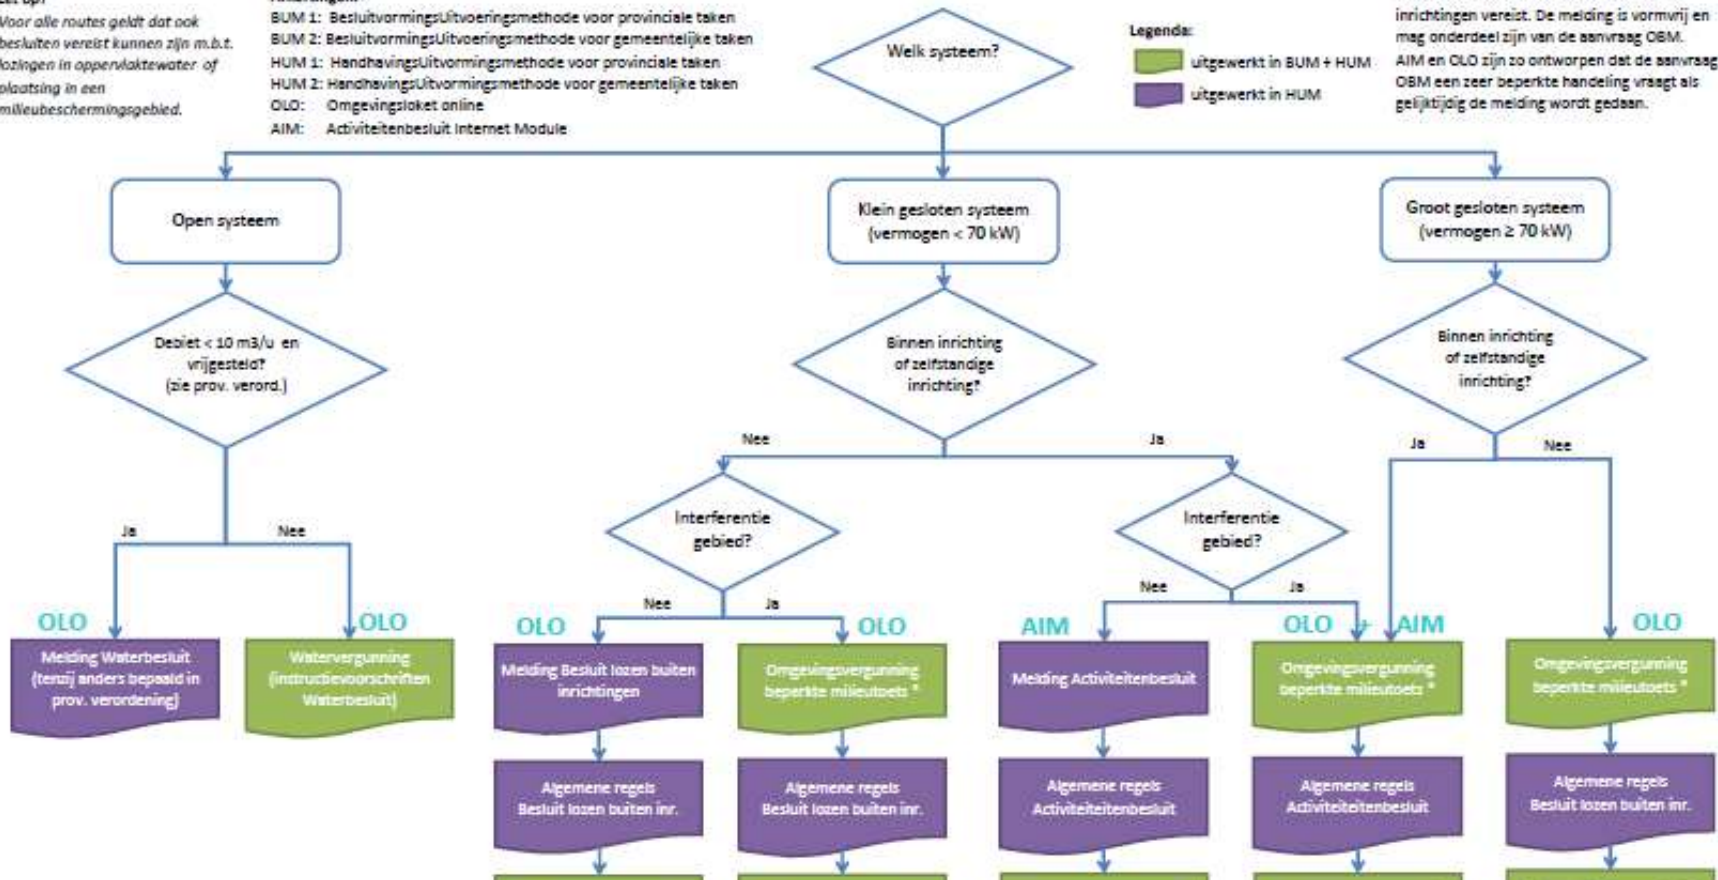 Voor alle routes geldt dat ook
besluiten vereist kunnen zijn m.b.t.
lozingen in oppervlaktewater of
plaatsing in een
milieubeschermingsgebied.
BUM 1: BesluitvormingsUitvoeringsmethode voor provinciale taken
BUM 2: BesluitvormingsUitvoeringsmethode voor gemeentelijke taken
HUM 1: HandhavingsUitvormingsmethode voor provinciale taken
HUM 2: HandhavingsUitvormingsmethode voor gemeentelijke taken
OLO: Omgevingsloket online
AIM: Activiteitenbesluit Internet Module
Welk systeem?
Legenda:
uitgewerkt in BUM + HUM
uitgewerkt in HUM
inrichtingen vereist. De melding is vormvrij en
mag onderdeel zijn van de aanvraag OBM.
AIM en OLO zijn zo ontworpen dat de aanvraag
OBM een zeer beperkte handeling vraagt als
gelijktijdig de melding wordt gedaan.
Open systeem
Klein gesloten systeem
(vermogen < 70 kW)
Groot gesloten systeem
(vermogen ≥ 70 kW)
Debiet < 10 m3/u en
vrijgesteld?
(zie prov. verord.)
Binnen inrichting
of zelfstandige
inrichting?
Binnen inrichting
of zelfstandige
inrichting?
Nee
Ja
Ja
Nee
Interferentie
gebied?
Interferentie
gebied?
Ja
Nee
Nee
Ja
Nee
Ja
OLO
OLO
OLO
OLO
AIM
OLO + AIM
OLO
Melding Waterbesluit
(tenzij anders bepaald in
prov. verordening)
Watervergunning
(instructievoorschriften
Waterbesluit)
Melding Besluit lozen buiten
inrichtingen
Omgevingsvergunning
beperkte milieutoets *
Melding Activiteitenbesluit
Omgevingsvergunning
beperkte milieutoets *
Omgevingsvergunning
beperkte milieutoets *
Algemene regels
Besluit lozen buiten inr.
Algemene regels
Besluit lozen buiten inr.
Algemene regels
Activiteiteitenbesluit
Algemene regels
Activiteiteitenbesluit
Algemene regels
Besluit lozen buiten inr.